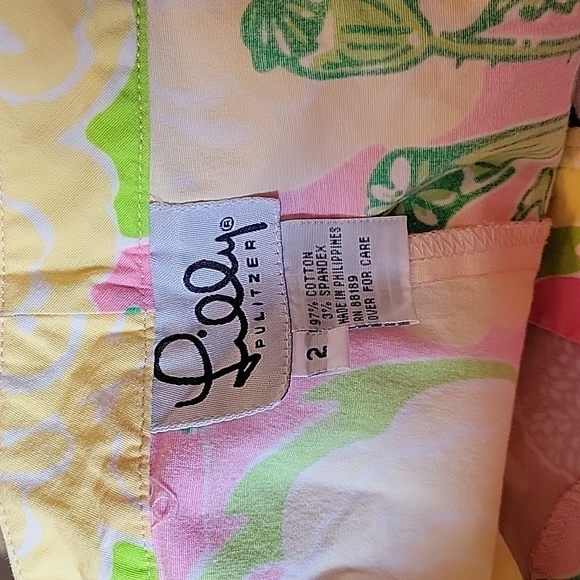 Lilly®
PULITZER
2
97% COTTON
3% SPANDEX
MADE IN PHILIPPINES
RN 88189
OVER FOR CARE